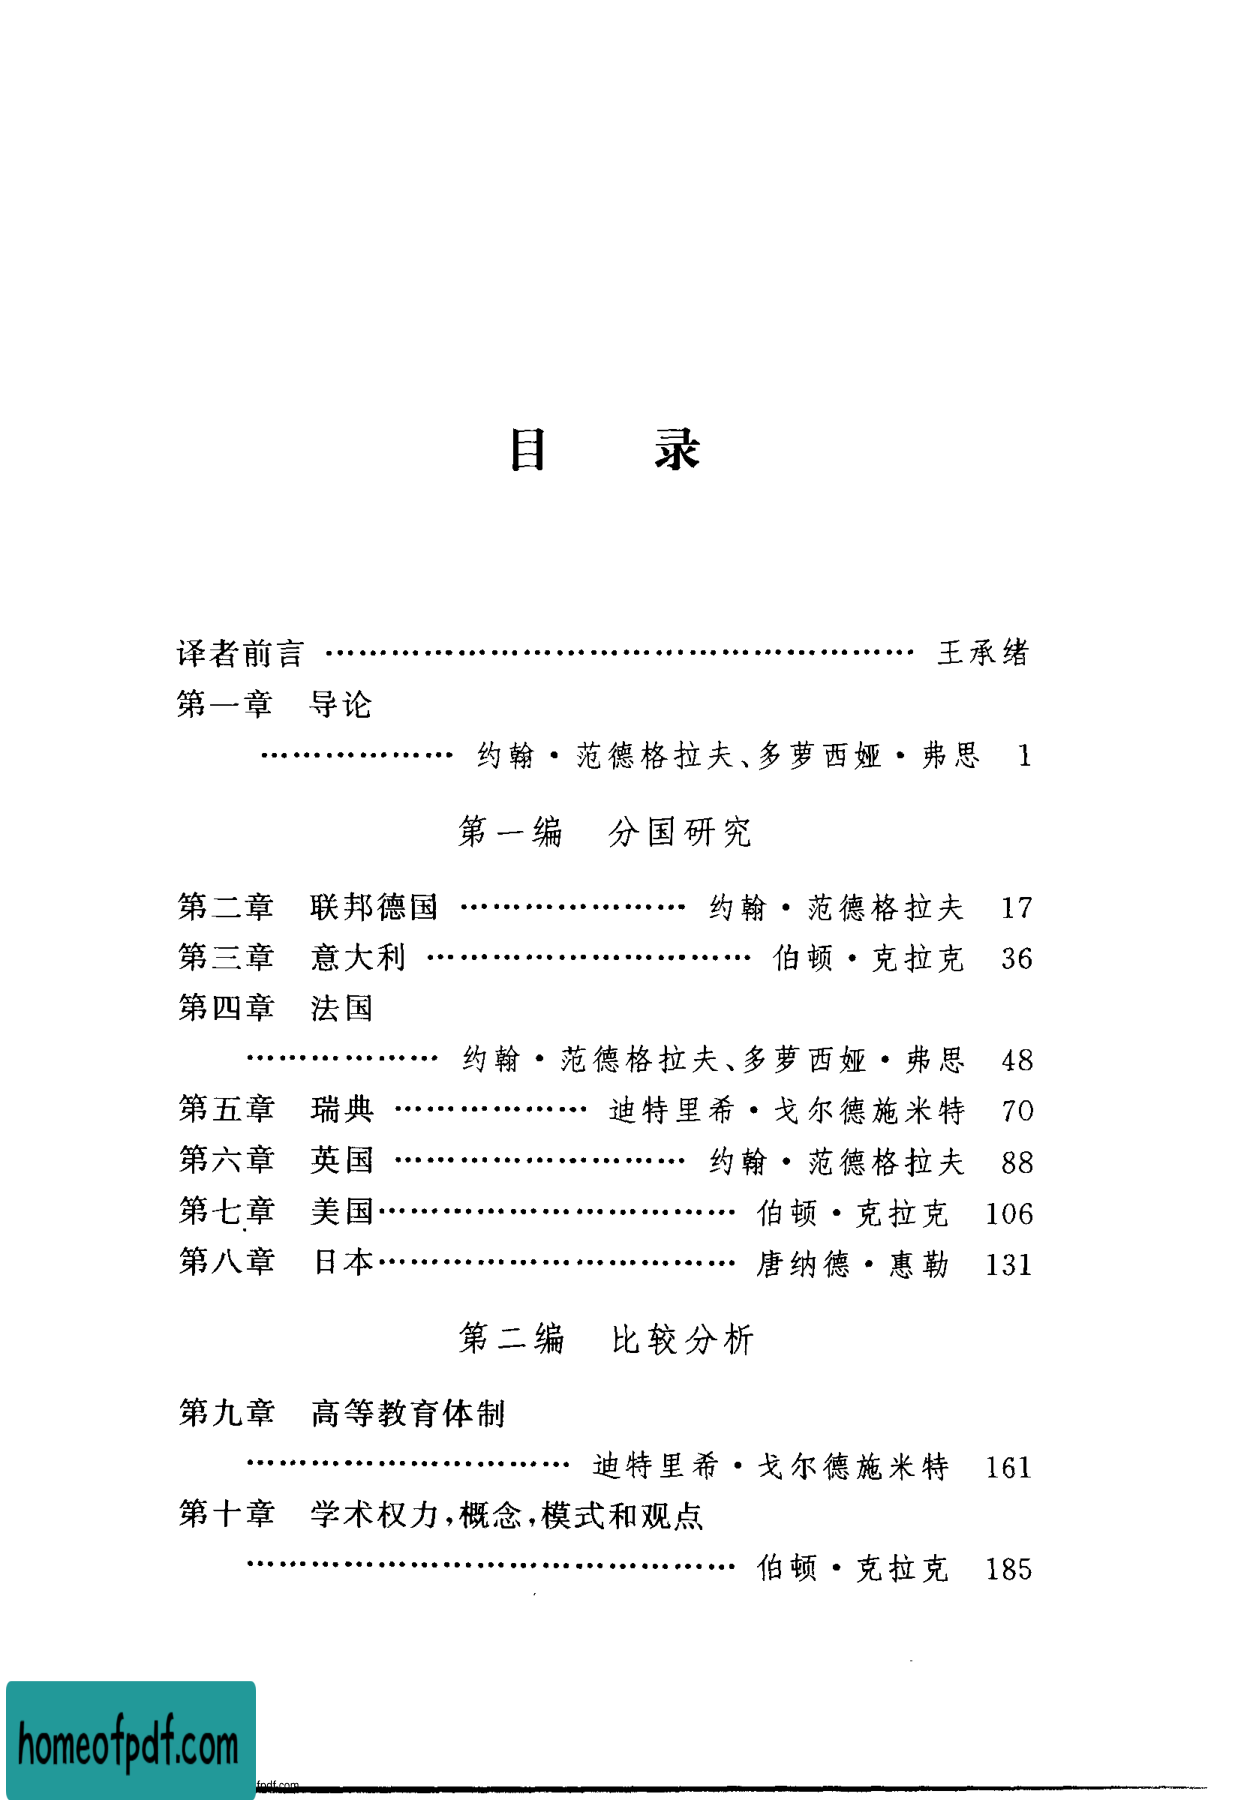 目 录
译者前言 …………………………………………… 王承绪
第一章 导论
……………… 约翰·范德格拉夫、多萝西娅·弗思 1
第一编 分国研究
第二章 联邦德国 ………………… 约翰·范德格拉夫 17
第三章 意大利 ………………………… 伯顿·克拉克 36
第四章 法国
……………… 约翰·范德格拉夫、多萝西娅·弗思 48
第五章 瑞典 ……………… 迪特里希·戈尔德施米特 70
第六章 英国 ……………………… 约翰·范德格拉夫 88
第七章 美国…………………………… 伯顿·克拉克 106
第八章 日本…………………………… 唐纳德·惠勒 131
第二编 比较分析
第九章 高等教育体制
………………………… 迪特里希·戈尔德施米特 161
第十章 学术权力,概念,模式和观点
……………………………………… 伯顿·克拉克 185
homeofpdf.com
fpdf.com